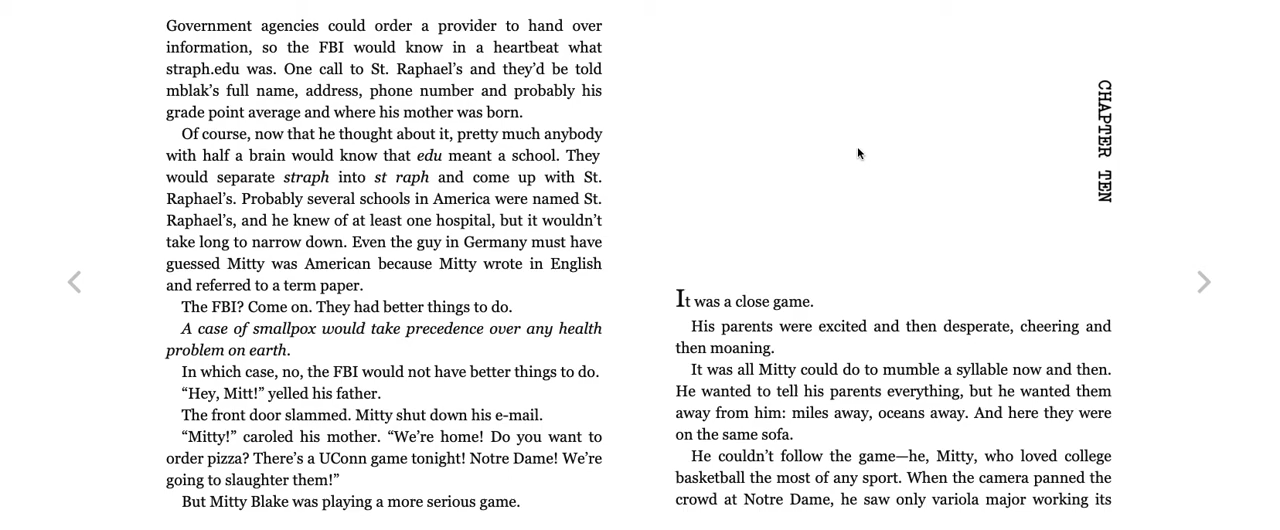 Government agencies could order a provider to hand over
information, so the FBI would know in a heartbeat what
straph.edu was. One call to St. Raphael’s and they’d be told
mblak’s full name, address, phone number and probably his
grade point average and where his mother was born.
Of course, now that he thought about it, pretty much anybody
with half a brain would know that edu meant a school. They
would separate straph into st raph and come up with St.
Raphael’s. Probably several schools in America were named St.
Raphael’s, and he knew of at least one hospital, but it wouldn’t
take long to narrow down. Even the guy in Germany must have
guessed Mitty was American because Mitty wrote in English
and referred to a term paper.
The FBI? Come on. They had better things to do.
A case of smallpox would take precedence over any health
problem on earth.
In which case, no, the FBI would not have better things to do.
“Hey, Mitt!” yelled his father.
The front door slammed. Mitty shut down his e-mail.
“Mitty!” caroled his mother. “We’re home! Do you want to
order pizza? There’s a UConn game tonight! Notre Dame! We’re
going to slaughter them!”
But Mitty Blake was playing a more serious game.
CHAPTER TEN
It was a close game.
His parents were excited and then desperate, cheering and
then moaning.
It was all Mitty could do to mumble a syllable now and then.
He wanted to tell his parents everything, but he wanted them
away from him: miles away, oceans away. And here they were
on the same sofa.
He couldn’t follow the game—he, Mitty, who loved college
basketball the most of any sport. When the camera panned the
crowd at Notre Dame, he saw only variola major working its